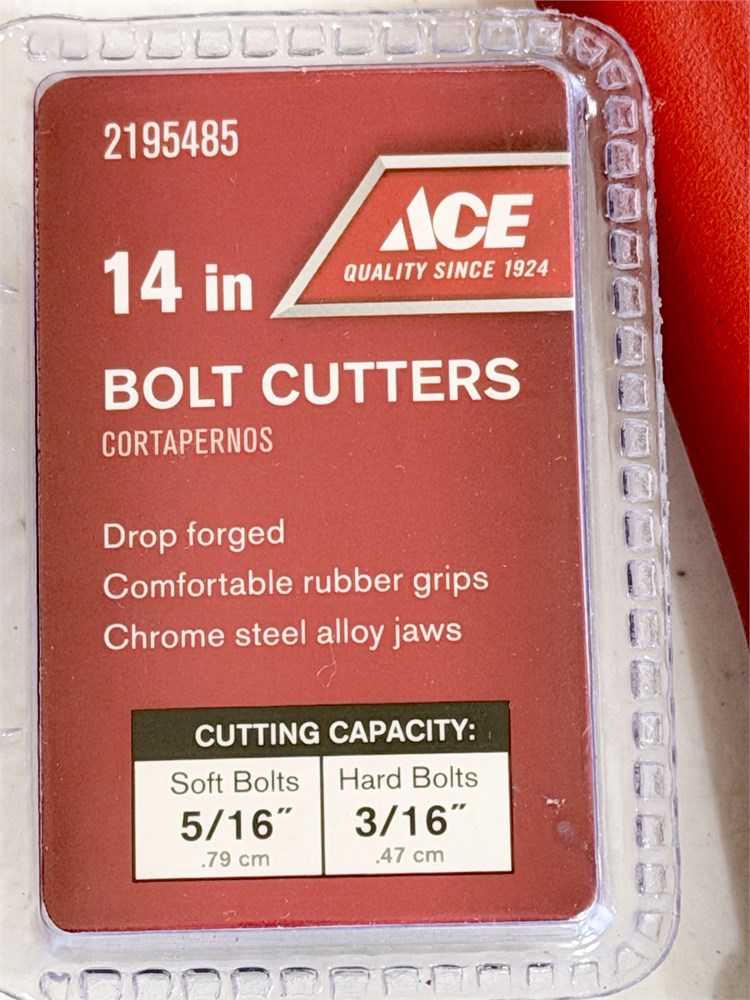 2195485
ACE
QUALITY SINCE 1924
14 in
BOLT CUTTERS
CORTAPERNOS
Drop forged
Comfortable rubber grips
Chrome steel alloy jaws
CUTTING CAPACITY:
Soft Bolts
5/16″
.79 cm
Hard Bolts
3/16″
.47 cm